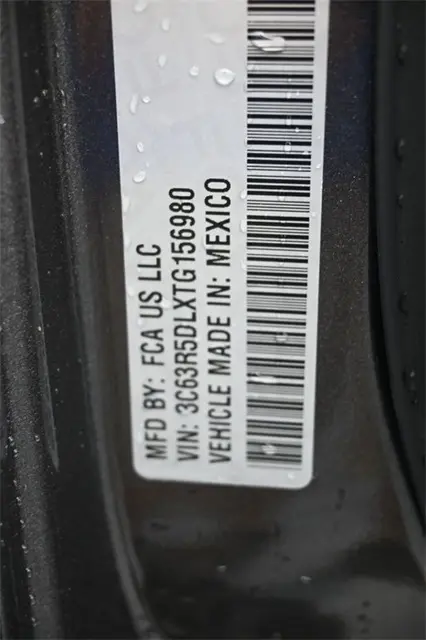 MFD BY: FCA US LLC
VIN: 3C63R5DLXTG156980
VEHICLE MADE IN: MEXICO